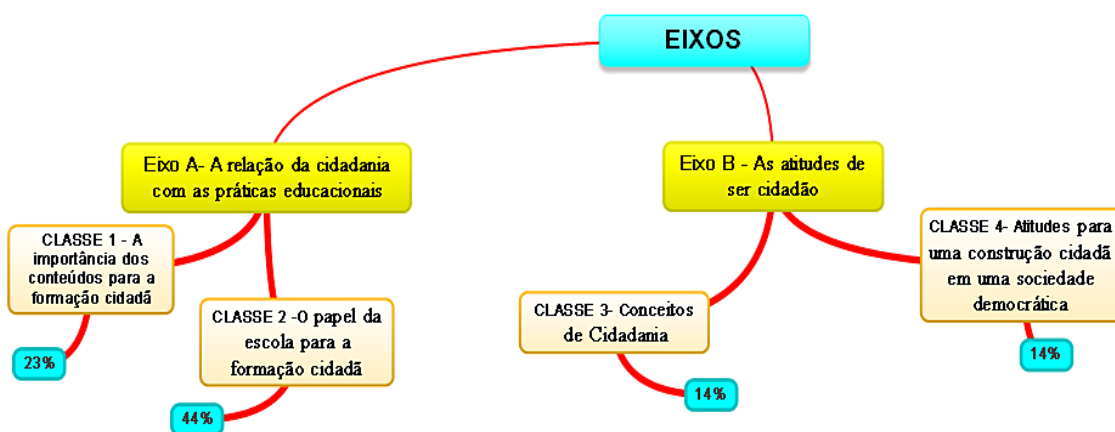 EIXOS
Eixo A- A relação da cidadania
com as práticas educacionais
Eixo B - As atitudes de
ser cidadão
CLASSE 1 - A
importância dos
conteúdos para a
formação cidadã
23%
CLASSE 2 -O papel da
escola para a
formação cidadã
44%
CLASSE 3- Conceitos
de Cidadania
14%
CLASSE 4- Atitudes para
uma construção cidadã
em uma sociedade
democrática
14%